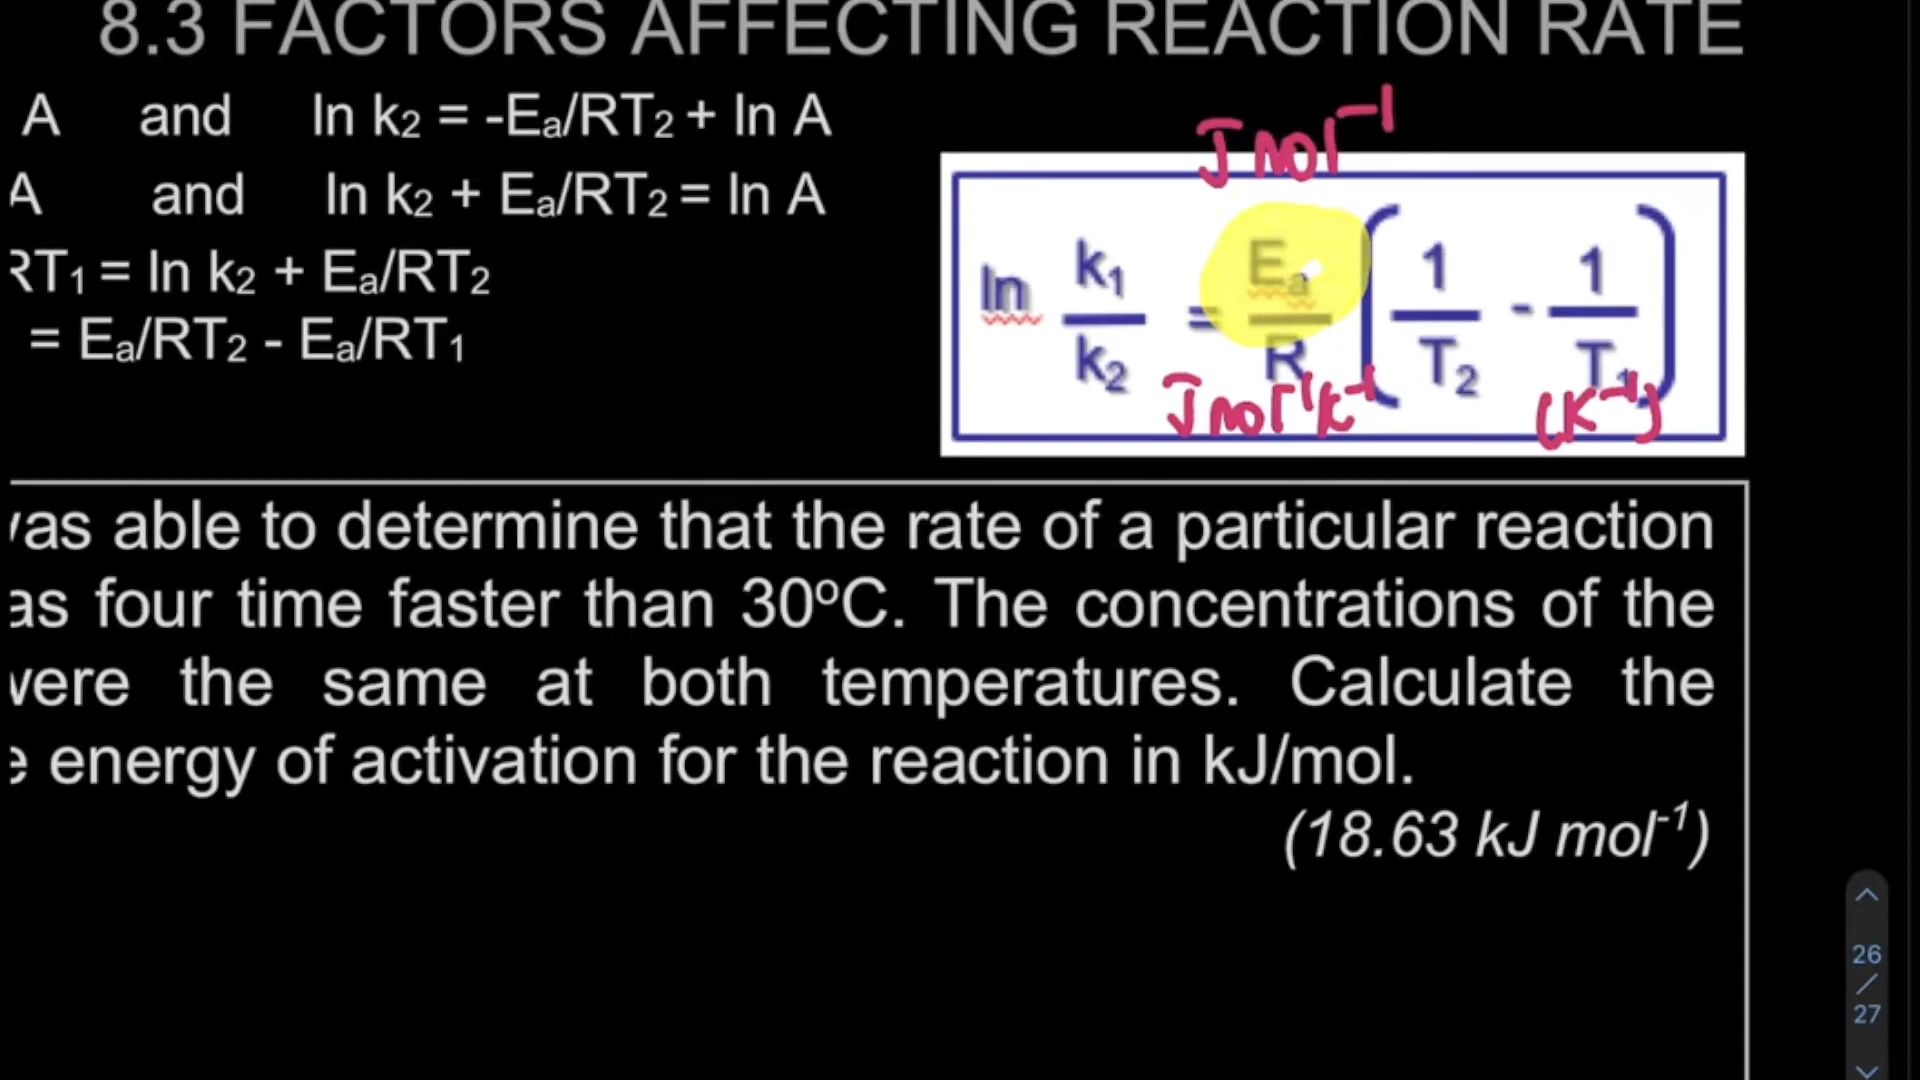 8.3 FACTORS AFFECTING REACTION RATE
A and ln k2 = -Ea/RT2 + ln A
A and ln k2 + Ea/RT2 = ln A
RT1 = ln k2 + Ea/RT2
= Ea/RT2 - Ea/RT1
J mol⁻¹
ln k1/k2 = Ea/R (1/T2 - 1/T1)
J mol⁻¹K⁻¹ (K⁻¹)
able to determine that the rate of a particular reaction
as four time faster than 30°C. The concentrations of the
were the same at both temperatures. Calculate the
energy of activation for the reaction in kJ/mol.
(18.63 kJ mol⁻¹)
26
/
27